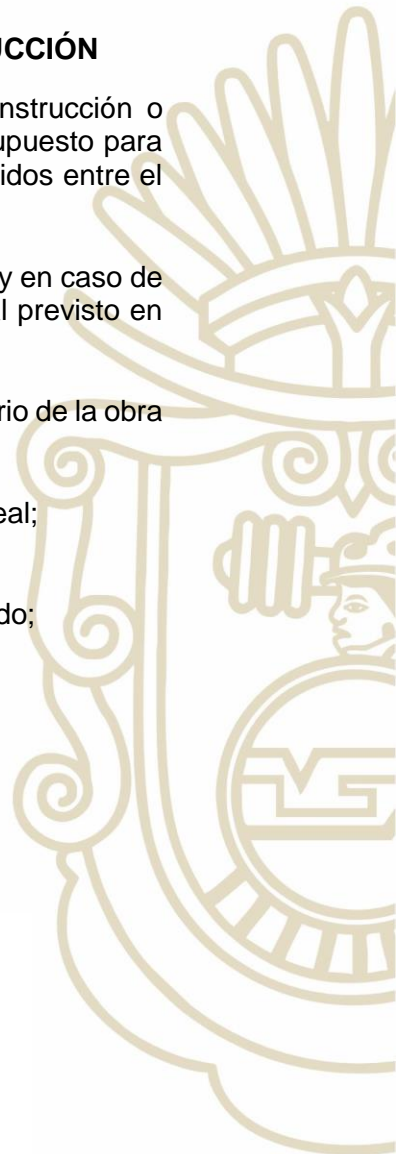 UCCIÓN
nstrucción o
upuesto para
idos entre el
y en caso de
l previsto en
rio de la obra
eal;
do;